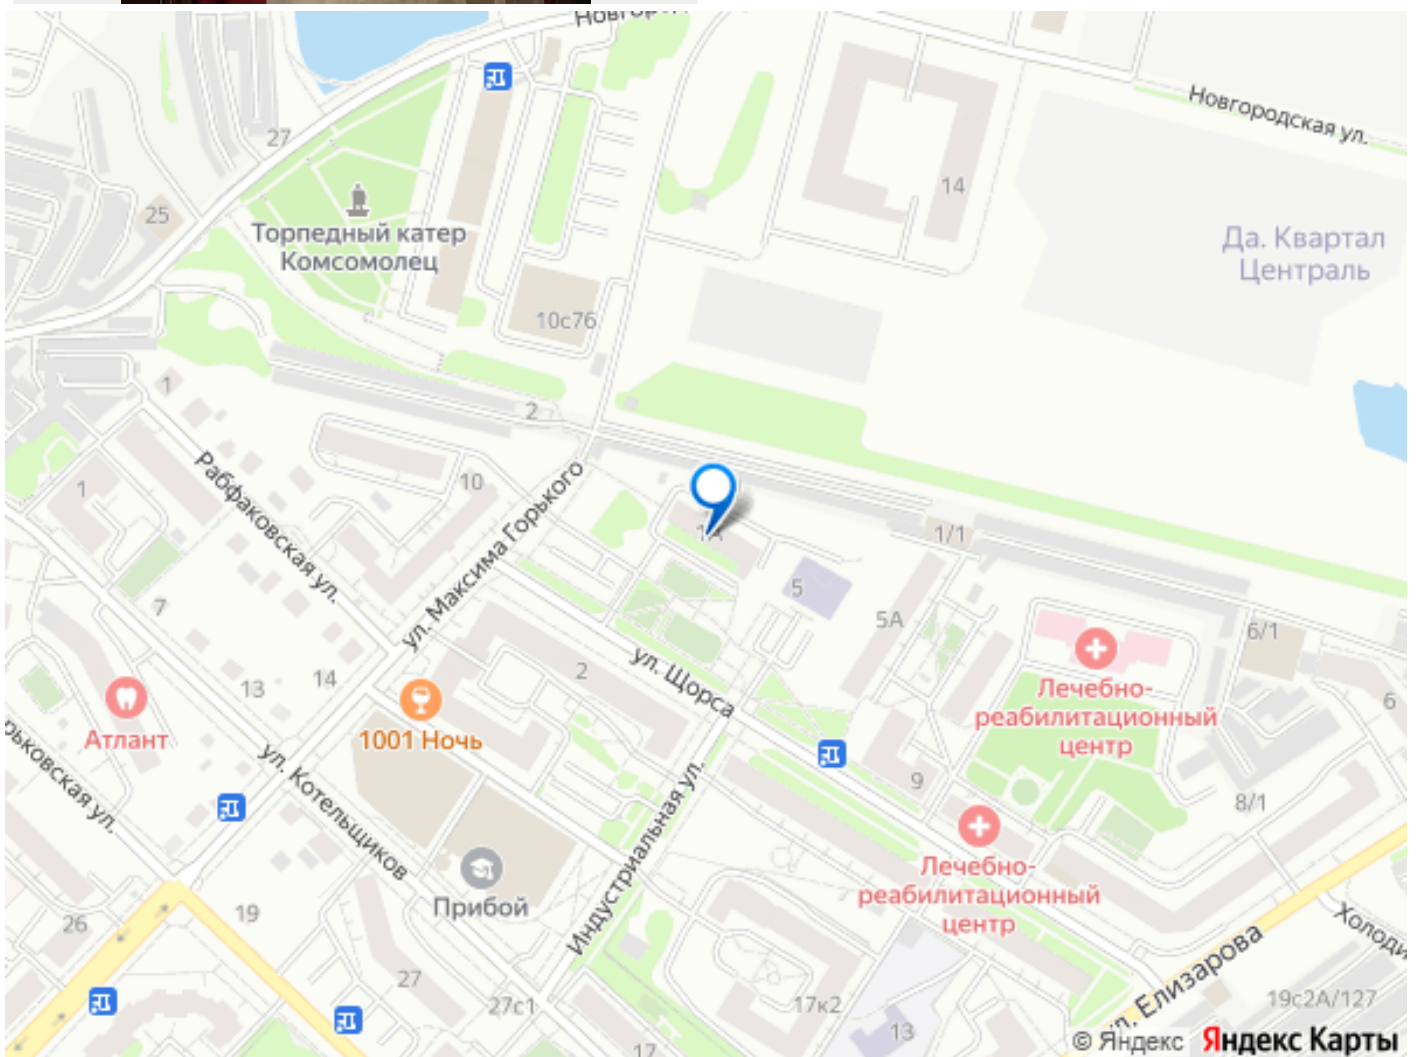 Новгородская ул.
27
14
25
Торпедный катер
Комсомолец
Да. Квартал
Централь
10с76
1
2
Рабфаковская ул.
10
ул. Максима Горького
1
1А
1/1
5
5А
6/1
7
ул. Щорса
2
Лечебно-
реабилитационный
центр
14
13
6
Атлант
1001 Ночь
ул. Котельщиков
Индустриальная ул.
9
8/1
Лечебно-
реабилитационный
центр
Прибой
19
26
ул. Елизарова
27
27с1
17к2
13
19с2А/127
17
© Яндекс Яндекс Карты